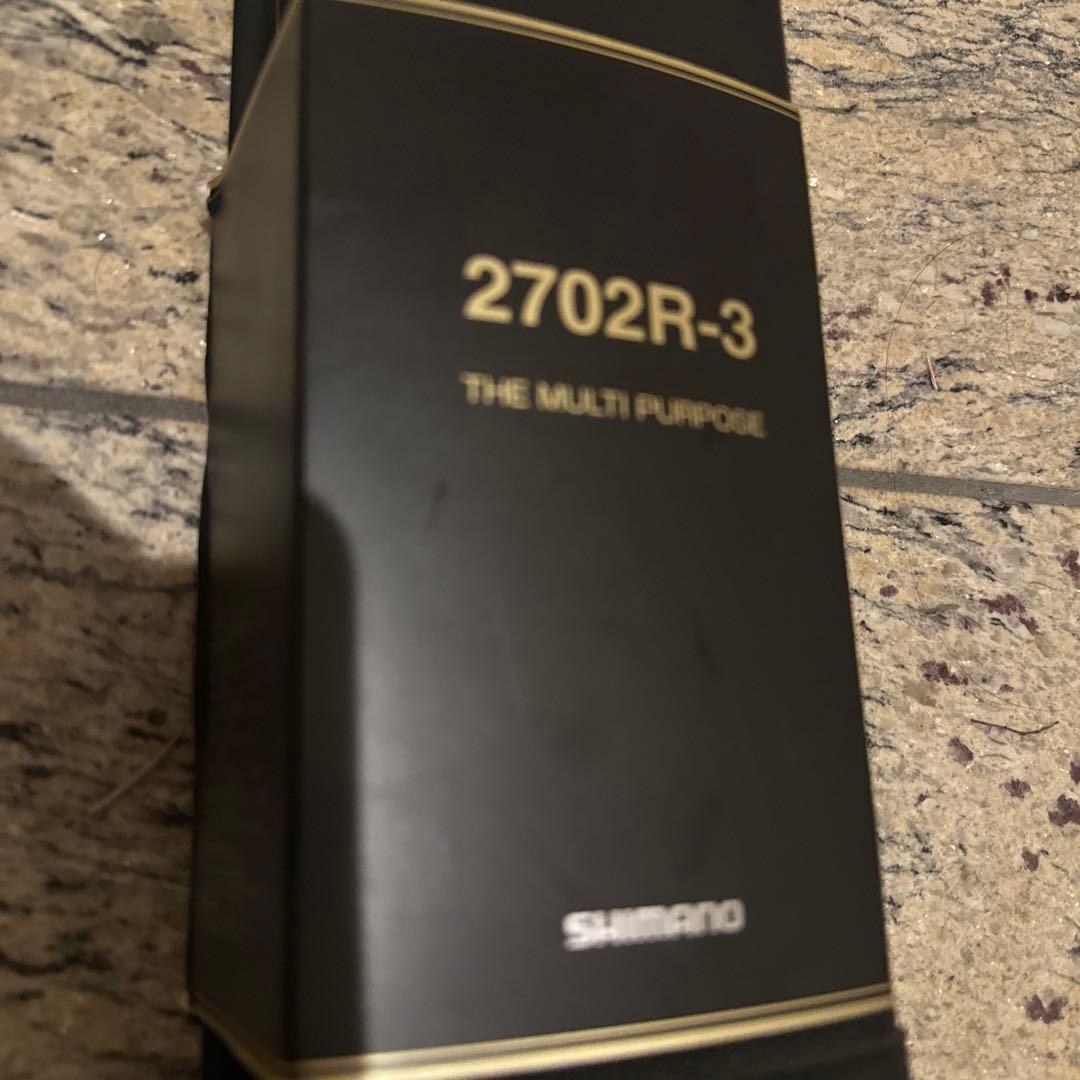 2702R-3
THE MULTI PURPOSE
SHIMANO